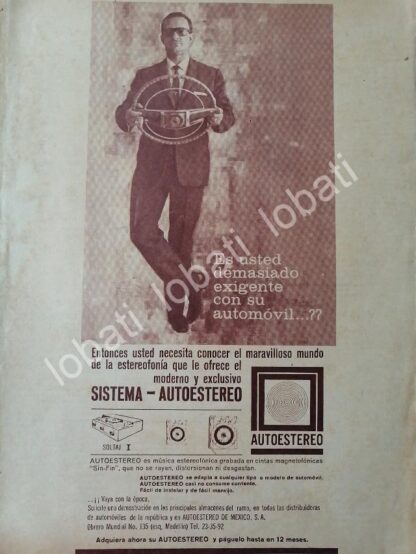 Es usted
demasiado
exigente
con su
automóvil...??
Entonces usted necesita conocer el maravilloso mundo
de la estereofonía que le ofrece el
moderno y exclusivo
SISTEMA - AUTOESTEREO
SOLTAJ I
AUTOESTEREO
AUTOESTEREO es música estereofónica grabada en cintas magnetofónicas
"Sin-Fin", que no se rayan, distorsionan ni desgastan.
AUTOESTEREO se adapta a cualquier tipo o modelo de automóvil.
AUTOESTEREO casi no consume corriente.
Fácil de instalar y de fácil manejo.
...¡¡ Vaya con la época.
Solicite una demostración en los principales almacenes del ramo, en todas las distribuidoras
de automóviles de la república y en AUTOESTEREO DE MEXICO, S. A.
Obrero Mundial No. 135 (esq. Medellín) Tel. 23-35-92
Adquiera ahora su AUTOESTEREO y páguelo hasta en 12 meses.
lobati lobati lobati